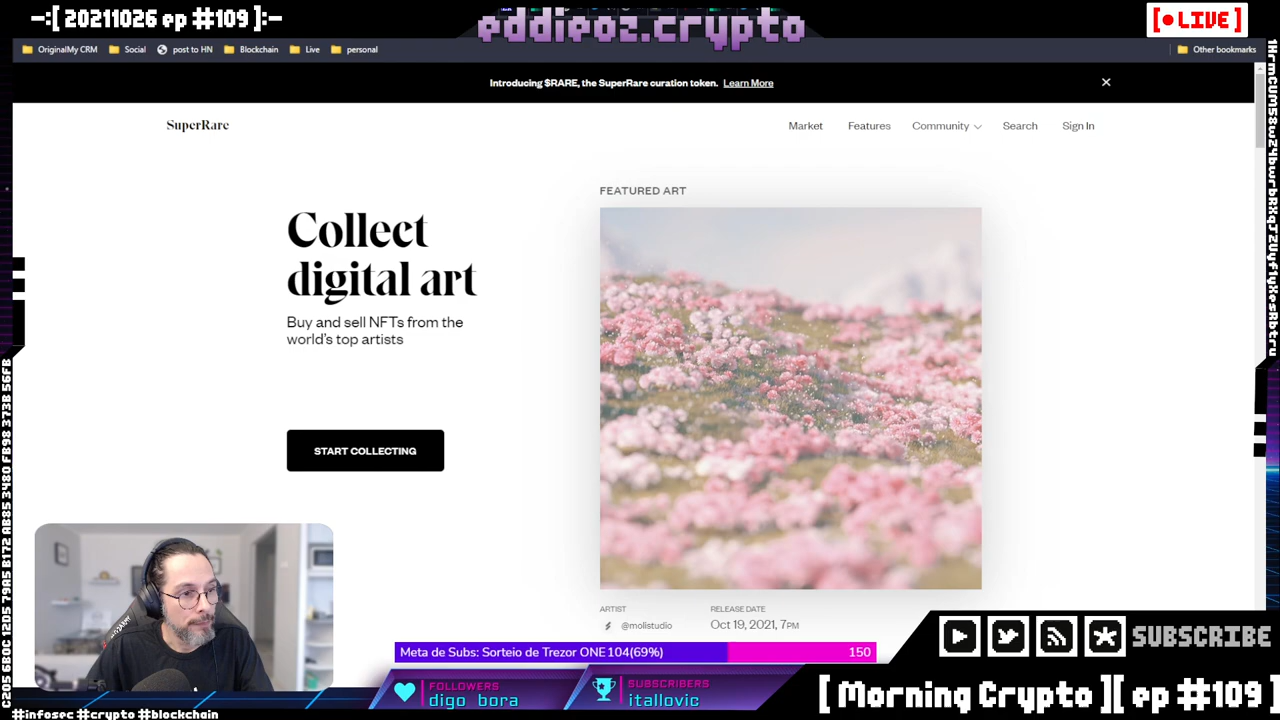 -:[ 20211026 ep #109 ]:-
eddieoz.crypto
[ LIVE ]
OriginalMy CRM
Social
post to HN
Blockchain
Live
personal
Other bookmarks
Introducing $RARE, the SuperRare curation token. Learn More
SuperRare
Market
Features
Community
Search
Sign In
FEATURED ART
Collect
digital art
Buy and sell NFTs from the
world's top artists
START COLLECTING
ARTIST
RELEASE DATE
@molistudio
Oct 19, 2021, 7PM
Meta de Subs: Sorteio de Trezor ONE 104(69%)
150
SUBSCRIBE
FOLLOWERS
digo bora
SUBSCRIBERS
itallovic
[ Morning Crypto ][ ep #109 ]
#infosec #crypto #blockchain